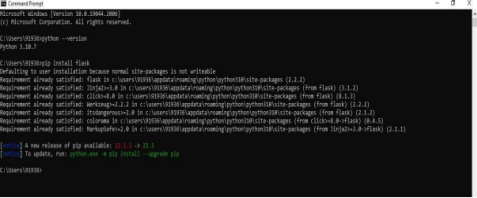 Command Prompt
Microsoft Windows [Version 10.0.19044.2006]
(c) Microsoft Corporation. All rights reserved.
C:\Users\91936>python --version
Python 3.10.7
C:\Users\91936>pip install flask
Defaulting to user installation because normal site-packages is not writeable
Requirement already satisfied: flask in c:\users\91936\appdata\roaming\python\python310\site-packages (2.2.2)
Requirement already satisfied: Jinja2>=3.0 in c:\users\91936\appdata\roaming\python\python310\site-packages (from flask) (3.1.2)
Requirement already satisfied: click>=8.0 in c:\users\91936\appdata\roaming\python\python310\site-packages (from flask) (8.1.3)
Requirement already satisfied: Werkzeug>=2.2.2 in c:\users\91936\appdata\roaming\python\python310\site-packages (from flask) (2.2.2)
Requirement already satisfied: itsdangerous>=2.0 in c:\users\91936\appdata\roaming\python\python310\site-packages (from flask) (2.1.2)
Requirement already satisfied: colorama in c:\users\91936\appdata\roaming\python\python310\site-packages (from click>=8.0->flask) (0.4.5)
Requirement already satisfied: MarkupSafe>=2.0 in c:\users\91936\appdata\roaming\python\python310\site-packages (from Jinja2>=3.0->flask) (2.1.1)
[notice] A new release of pip available: 22.2.2 -> 22.3
[notice] To update, run: python.exe -m pip install --upgrade pip
C:\Users\91936>